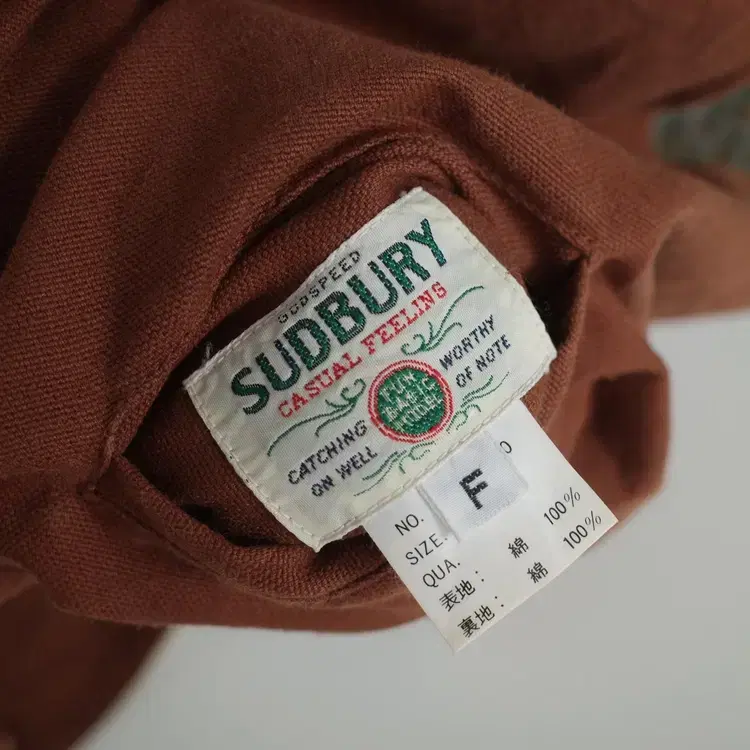 GODSPEED
SUDBURY
CASUAL FEELING
WORTHY
OF NOTE
CATCHING
ON WELL
F
NO.
SIZE.
QUA.
表地： 綿 100%
裏地： 綿 100%